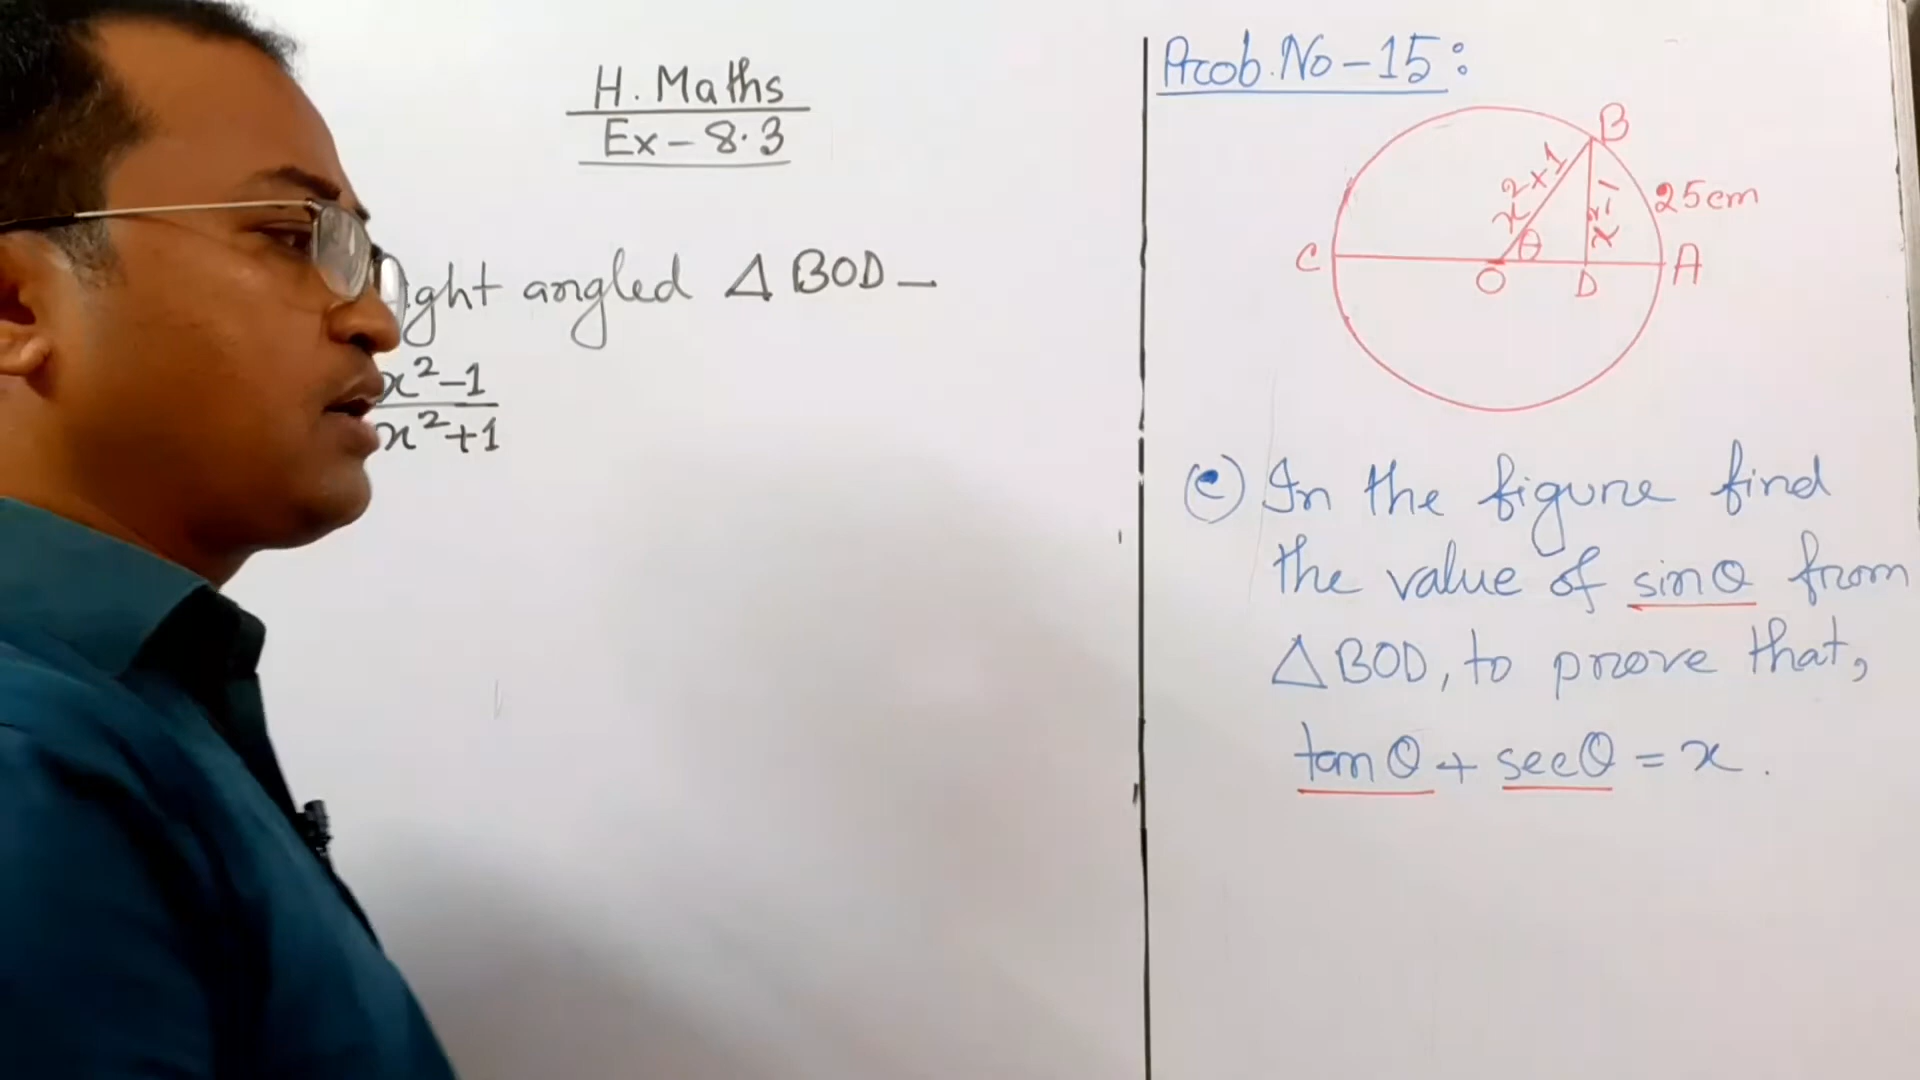 H. Maths
Ex - 8.3
ght angled △ BOD -
x²-1
x²+1
Prob. No - 15:
B
x² + 1
x²-1
25cm
θ
C
O
D
A
(c) In the figure find
the value of sinθ from
△ BOD, to prove that,
tanθ + secθ = x.